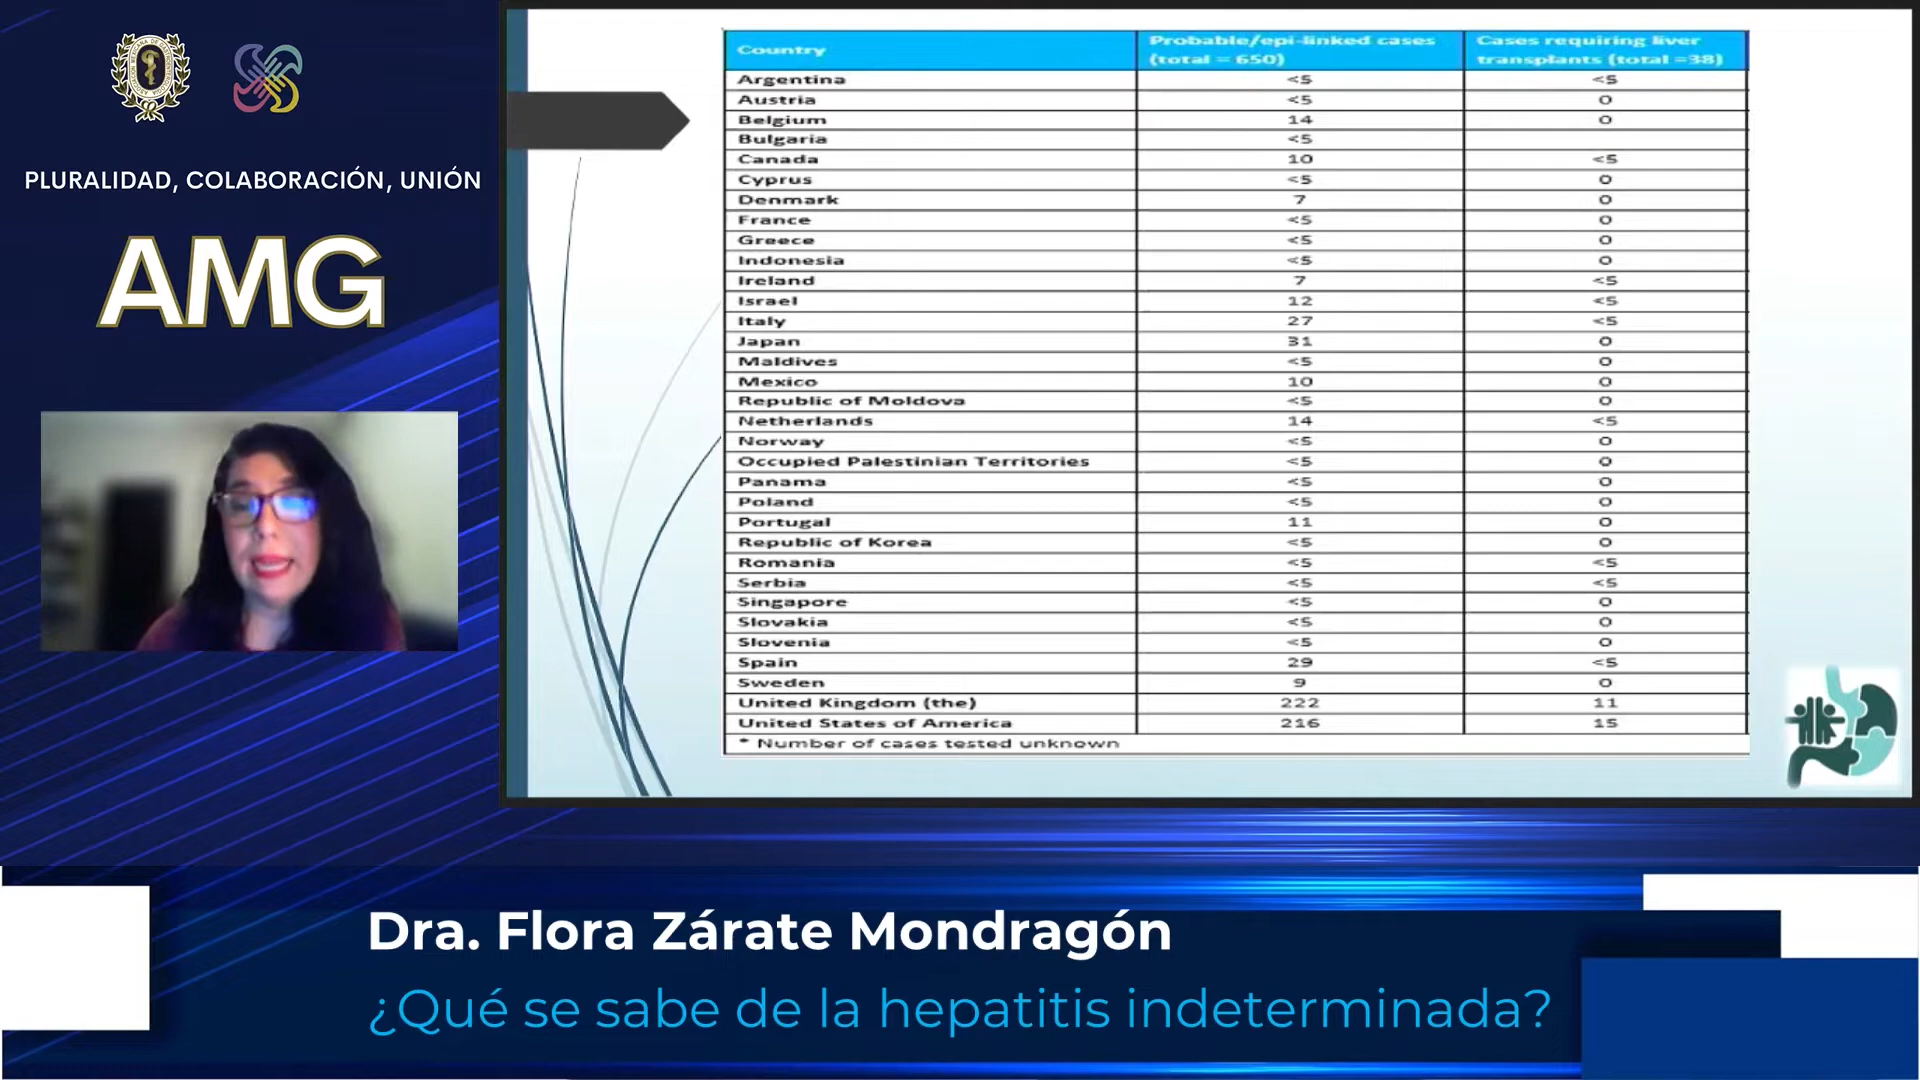 PLURALIDAD, COLABORACIÓN, UNIÓN
AMG
Country Probable/epi-linked cases (total = 650) Cases requiring liver transplants (total =38)
Argentina <5 <5
Austria <5 0
Belgium 14 0
Bulgaria <5
Canada 10 <5
Cyprus <5 0
Denmark 7 0
France <5 0
Greece <5 0
Indonesia <5 0
Ireland 7 <5
Israel 12 <5
Italy 27 <5
Japan 31 0
Maldives <5 0
Mexico 10 0
Republic of Moldova <5 0
Netherlands 14 <5
Norway <5 0
Occupied Palestinian Territories <5 0
Panama <5 0
Poland <5 0
Portugal 11 0
Republic of Korea <5 0
Romania <5 <5
Serbia <5 <5
Singapore <5 0
Slovakia <5 0
Slovenia <5 0
Spain 29 <5
Sweden 9 0
United Kingdom (the) 222 11
United States of America 216 15
* Number of cases tested unknown
Dra. Flora Zárate Mondragón
¿Qué se sabe de la hepatitis indeterminada?